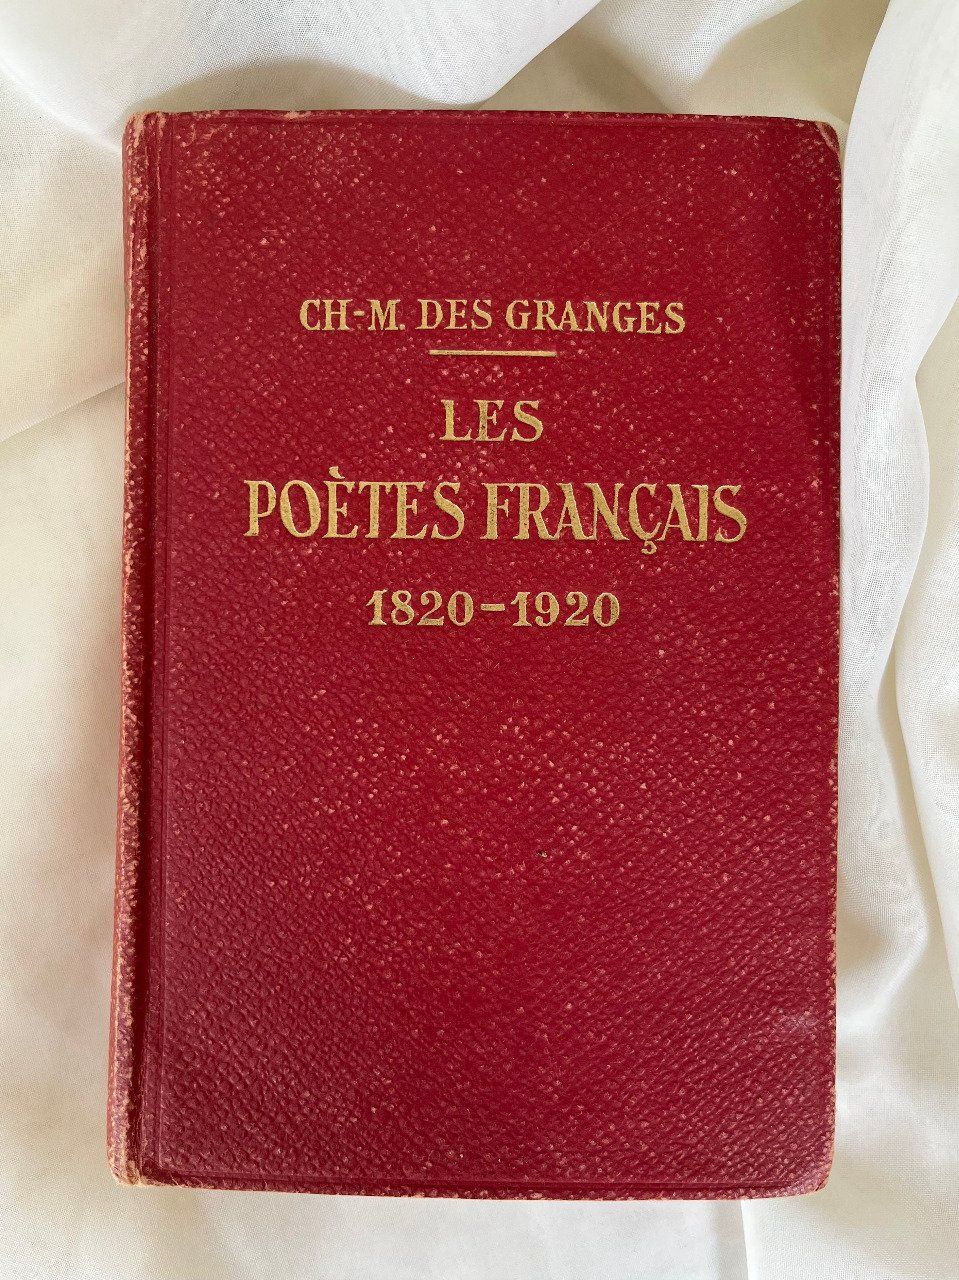 CH-M. DES GRANGES
LES
POÈTES FRANÇAIS
1820-1920